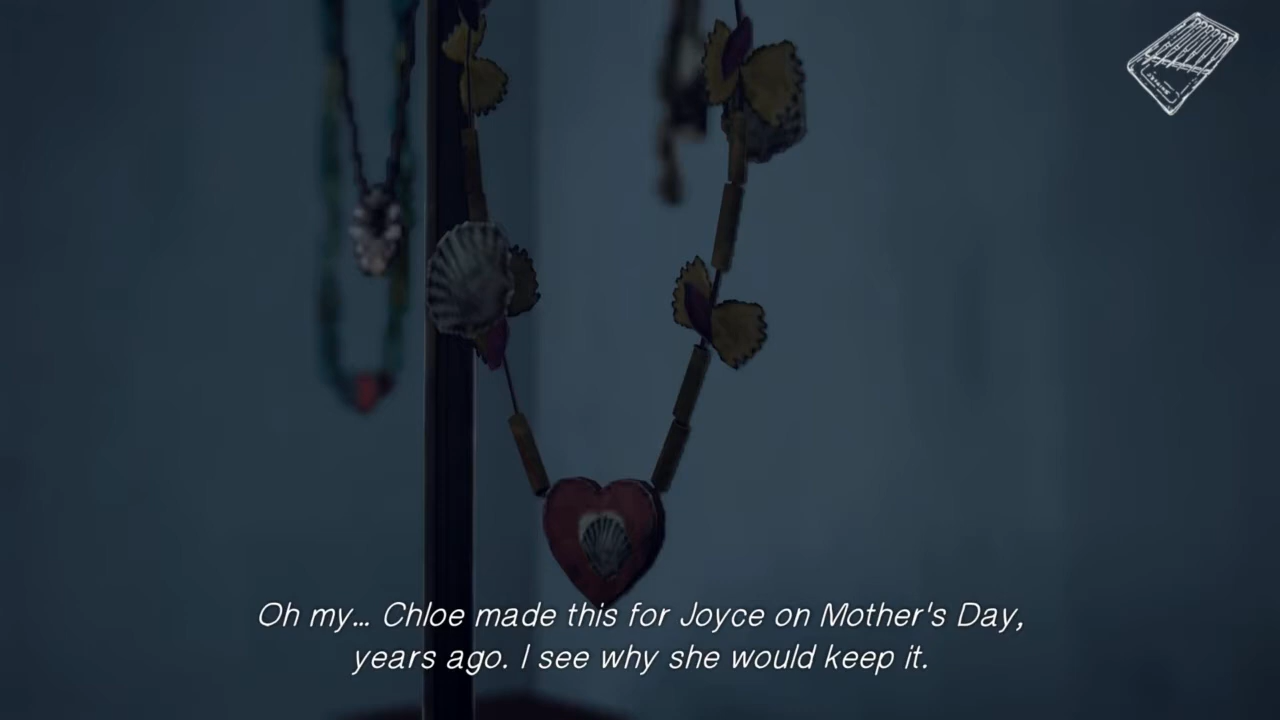 Oh my... Chloe made this for Joyce on Mother's Day,
years ago. I see why she would keep it.